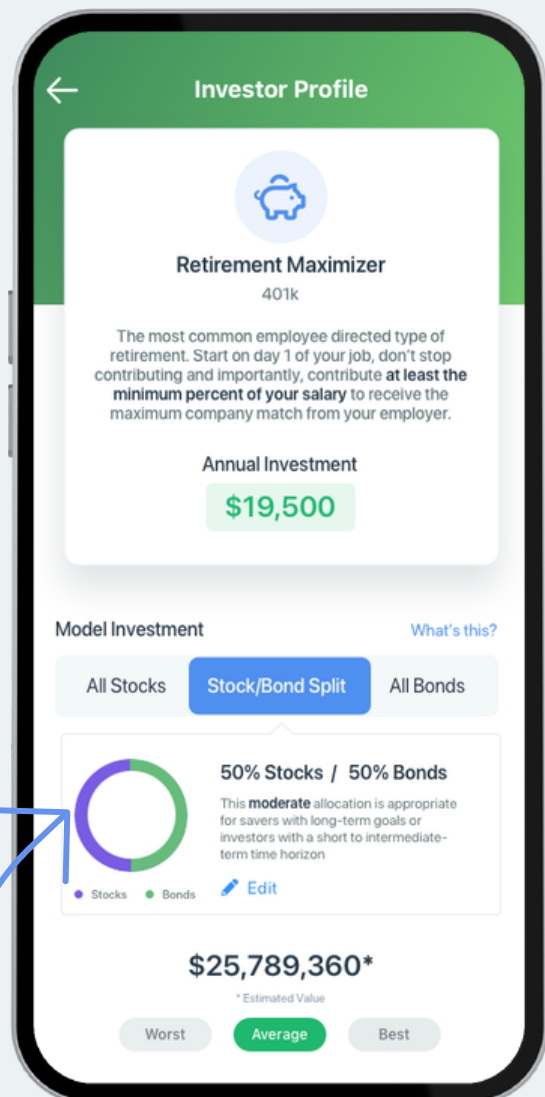 Investor Profile
Retirement Maximizer
401k
The most common employee directed type of
retirement. Start on day 1 of your job, don't stop
contributing and importantly, contribute at least the
minimum percent of your salary to receive the
maximum company match from your employer.
Annual Investment
$19,500
Model Investment What's this?
All Stocks Stock/Bond Split All Bonds
50% Stocks / 50% Bonds
This moderate allocation is appropriate
for savers with long-term goals or
investors with a short to intermediate-
term time horizon
Stocks Bonds Edit
$25,789,360*
* Estimated Value
Worst Average Best